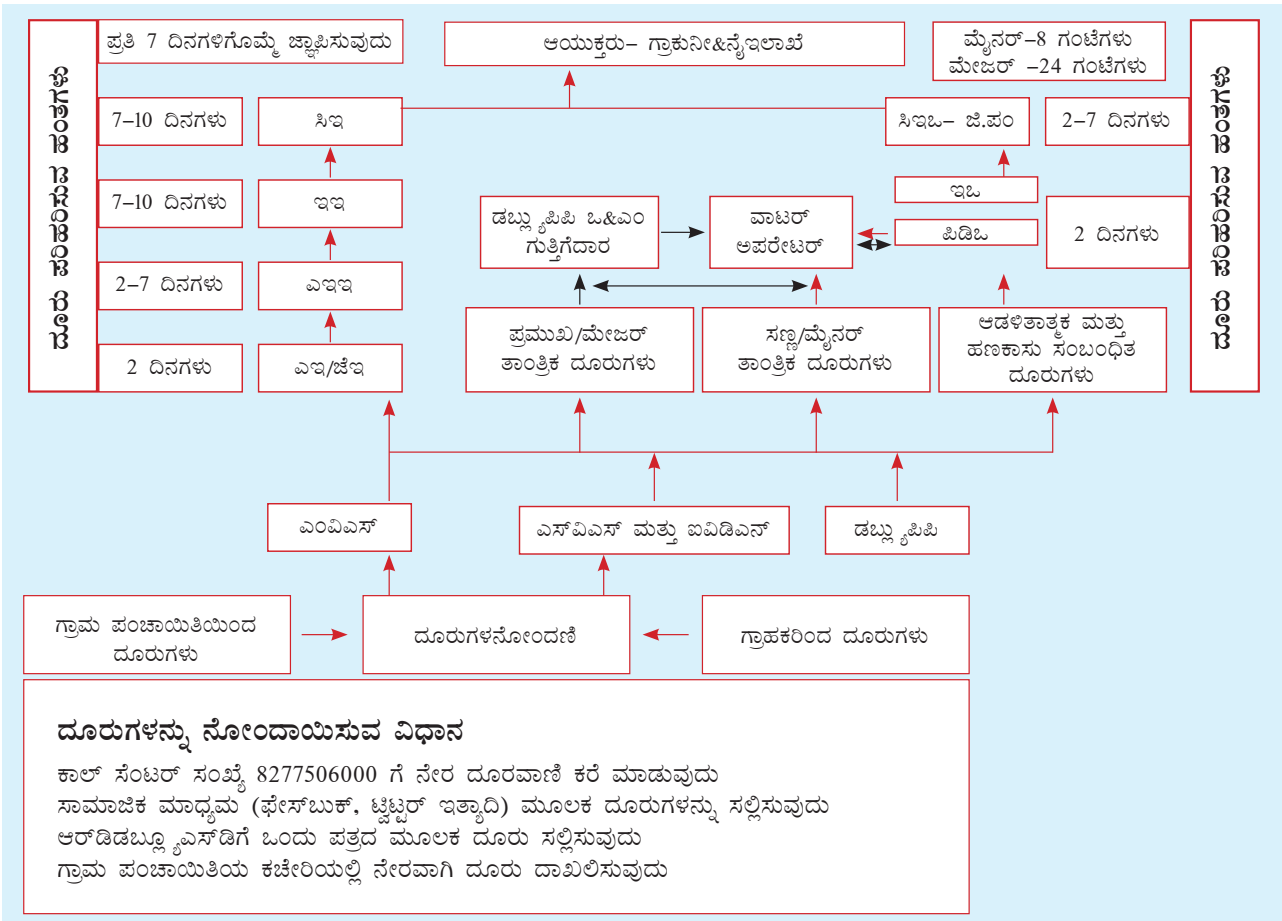 ದೂರು ಪರಿಹರಿಸುವ ಹಂತಗಳು
ಪ್ರತಿ 7 ದಿನಗಳಿಗೊಮ್ಮೆ ಜ್ಞಾಪಿಸುವುದು
ಆಯುಕ್ತರು– ಗ್ರಾಕುನೀ&ನೈಇಲಾಖೆ
ಮೈನರ್–8 ಗಂಟೆಗಳು
ಮೇಜರ್ –24 ಗಂಟೆಗಳು
ದೂರು ಪರಿಹರಿಸುವ ಹಂತಗಳು
7–10 ದಿನಗಳು
ಸಿಇ
ಸಿಇಒ– ಜಿ.ಪಂ
2–7 ದಿನಗಳು
7–10 ದಿನಗಳು
ಇಇ
ಡಬ್ಲ್ಯುಪಿಪಿ ಒ&ಎಂ
ಗುತ್ತಿಗೆದಾರ
ವಾಟರ್
ಅಪರೇಟರ್
ಇಒ
ಪಿಡಿಒ
2 ದಿನಗಳು
2–7 ದಿನಗಳು
ಎಇಇ
2 ದಿನಗಳು
ಎಇ/ಜೆಇ
ಪ್ರಮುಖ/ಮೇಜರ್
ತಾಂತ್ರಿಕ ದೂರುಗಳು
ಸಣ್ಣ/ಮೈನರ್
ತಾಂತ್ರಿಕ ದೂರುಗಳು
ಆಡಳಿತಾತ್ಮಕ ಮತ್ತು
ಹಣಕಾಸು ಸಂಬಂಧಿತ
ದೂರುಗಳು
ಎಂವಿಎಸ್
ಎಸ್‌ವಿಎಸ್ ಮತ್ತು ಐವಿಡಿಎನ್
ಡಬ್ಲ್ಯುಪಿಪಿ
ಗ್ರಾಮ ಪಂಚಾಯಿತಿಯಿಂದ
ದೂರುಗಳು
ದೂರುಗಳನೋಂದಣಿ
ಗ್ರಾಹಕರಿಂದ ದೂರುಗಳು
ದೂರುಗಳನ್ನು ನೋಂದಾಯಿಸುವ ವಿಧಾನ
ಕಾಲ್ ಸೆಂಟರ್ ಸಂಖ್ಯೆ 8277506000 ಗೆ ನೇರ ದೂರವಾಣಿ ಕರೆ ಮಾಡುವುದು
ಸಾಮಾಜಿಕ ಮಾಧ್ಯಮ (ಫೇಸ್‌ಬುಕ್, ಟ್ವಿಟ್ಟರ್ ಇತ್ಯಾದಿ) ಮೂಲಕ ದೂರುಗಳನ್ನು ಸಲ್ಲಿಸುವುದು
ಆರ್‌ಡಿಡಬ್ಲ್ಯೂಎಸ್‌ಡಿಗೆ ಒಂದು ಪತ್ರದ ಮೂಲಕ ದೂರು ಸಲ್ಲಿಸುವುದು
ಗ್ರಾಮ ಪಂಚಾಯಿತಿಯ ಕಚೇರಿಯಲ್ಲಿ ನೇರವಾಗಿ ದೂರು ದಾಖಲಿಸುವುದು